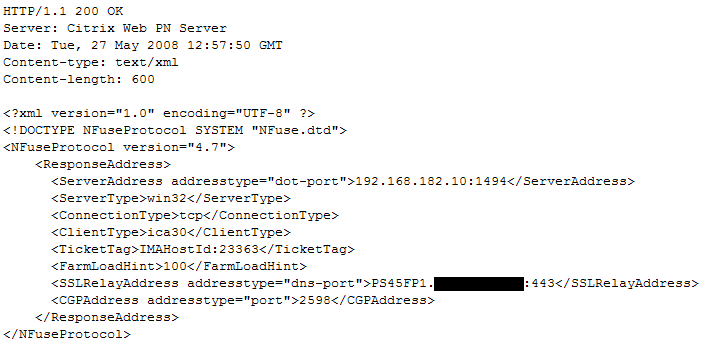 HTTP/1.1 200 OK
Server: Citrix Web PN Server
Date: Tue, 27 May 2008 12:57:50 GMT
Content-type: text/xml
Content-length: 600

<?xml version="1.0" encoding="UTF-8" ?>
<!DOCTYPE NFuseProtocol SYSTEM "NFuse.dtd">
<NFuseProtocol version="4.7">
    <ResponseAddress>
      <ServerAddress addresstype="dot-port">192.168.182.10:1494</ServerAddress>
      <ServerType>win32</ServerType>
      <ConnectionType>tcp</ConnectionType>
      <ClientType>ica30</ClientType>
      <TicketTag>IMAHostId:23363</TicketTag>
      <FarmLoadHint>100</FarmLoadHint>
      <SSLRelayAddress addresstype="dns-port">PS45FP1. :443</SSLRelayAddress>
      <CGPAddress addresstype="port">2598</CGPAddress>
    </ResponseAddress>
</NFuseProtocol>